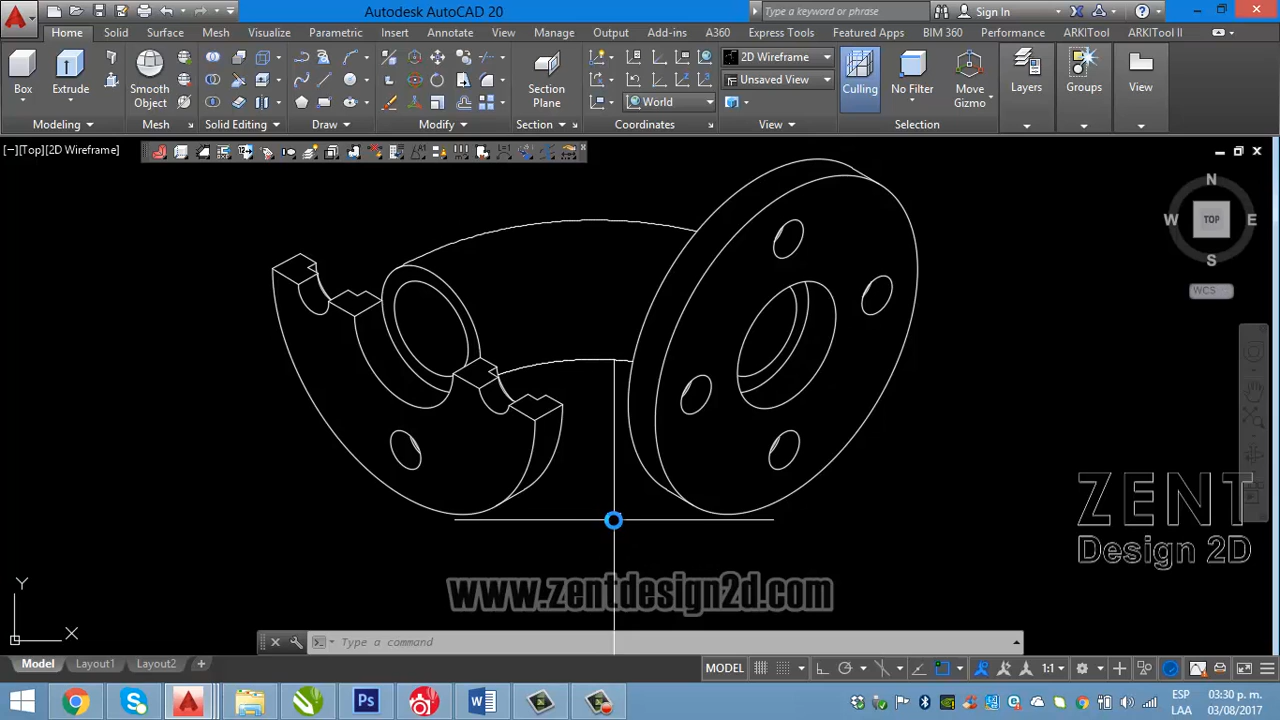 Autodesk AutoCAD 20
Type a keyword or phrase
Sign In
Home Solid Surface Mesh Visualize Parametric Insert Annotate View Manage Output Add-ins A360 Express Tools Featured Apps BIM 360 Performance ARKITool ARKITool II
Box
Extrude
Smooth Object
Section Plane
World
2D Wireframe
Unsaved View
Culling
No Filter
Move Gizmo
Layers
Groups
View
Modeling Mesh Solid Editing Draw Modify Section Coordinates View Selection
[−][Top][2D Wireframe]
N
W TOP E
S
WCS
ZENT
Design 2D
www.zentdesign2d.com
Y
X
Type a command
Model Layout1 Layout2
MODEL
1:1
ESP
LAA
03:30 p. m.
03/08/2017